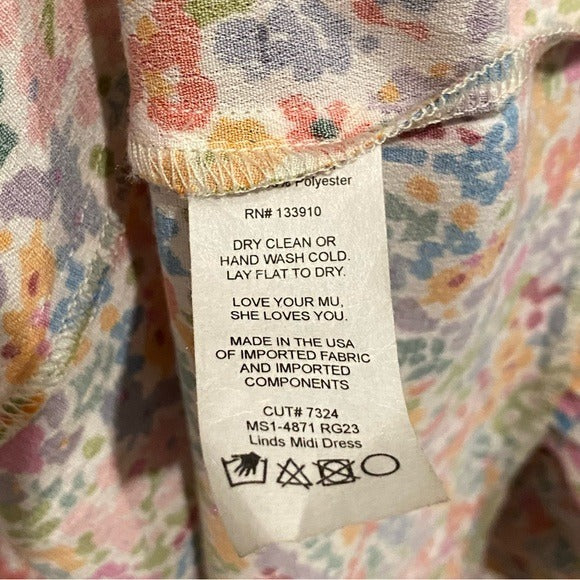 % Polyester
RN# 133910
DRY CLEAN OR
HAND WASH COLD.
LAY FLAT TO DRY.
LOVE YOUR MU,
SHE LOVES YOU.
MADE IN THE USA
OF IMPORTED FABRIC
AND IMPORTED
COMPONENTS
CUT# 7324
MS1-4871 RG23
Linds Midi Dress